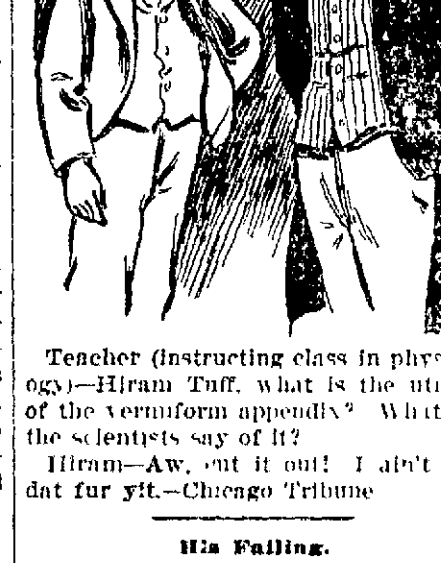 Teacher (instructing class in phys
ogy)—Hiram Tuff, what is the uti
of the vermiform appendix? What
the scientists say of it?
Hiram—Aw, cut it out! I ain't
dat fur yit.—Chicago Tribune
His Failing.